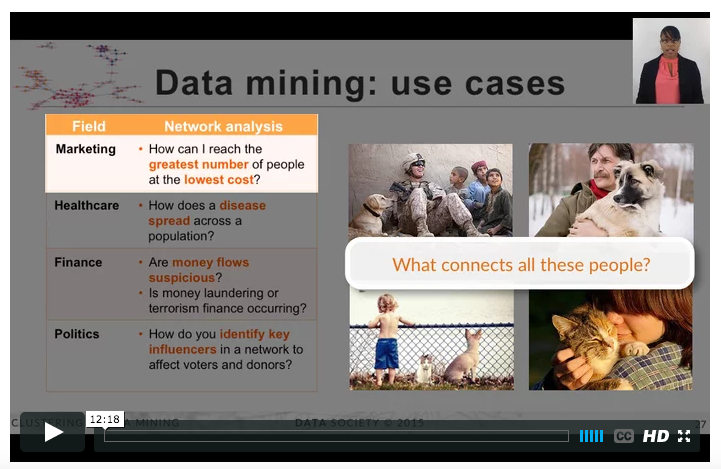 Data mining: use cases
Field
Network analysis
Marketing
• How can I reach the
greatest number of people
at the lowest cost?
Healthcare
• How does a disease
spread across a
population?
Finance
• Are money flows
suspicious?
• Is money laundering or
terrorism finance occurring?
Politics
• How do you identify key
influencers in a network to
affect voters and donors?
What connects all these people?
DATA SOCIETY © 2015
27
12:18
CC
HD